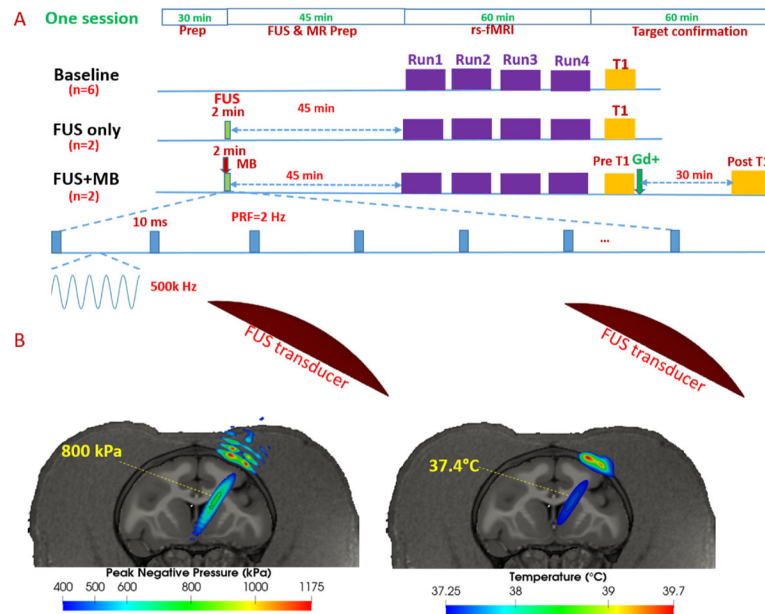 A
One session
30 min
45 min
60 min
60 min
Prep
FUS & MR Prep
rs-fMRI
Target confirmation
Baseline
(n=6)
Run1
Run2
Run3
Run4
T1
FUS only
(n=2)
FUS
2 min
45 min
T1
FUS+MB
(n=2)
2 min
MB
45 min
Pre T1
Gd+
30 min
Post T1
10 ms
PRF=2 Hz
...
500k Hz
B
FUS transducer
FUS transducer
800 kPa
37.4°C
Peak Negative Pressure (kPa)
400 500 600 800 1000 1175
Temperature (°C)
37.25 38 39 39.7